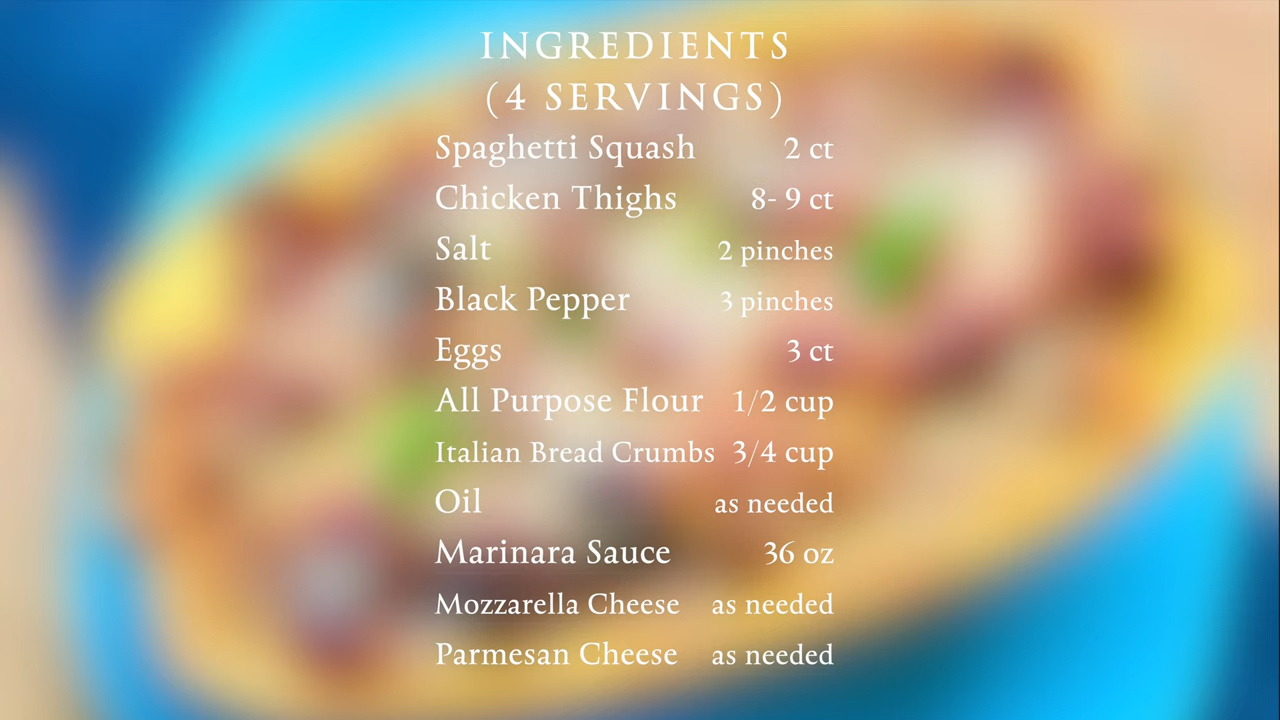 INGREDIENTS
(4 SERVINGS)
Spaghetti Squash 2 ct
Chicken Thighs 8- 9 ct
Salt 2 pinches
Black Pepper 3 pinches
Eggs 3 ct
All Purpose Flour 1/2 cup
Italian Bread Crumbs 3/4 cup
Oil as needed
Marinara Sauce 36 oz
Mozzarella Cheese as needed
Parmesan Cheese as needed